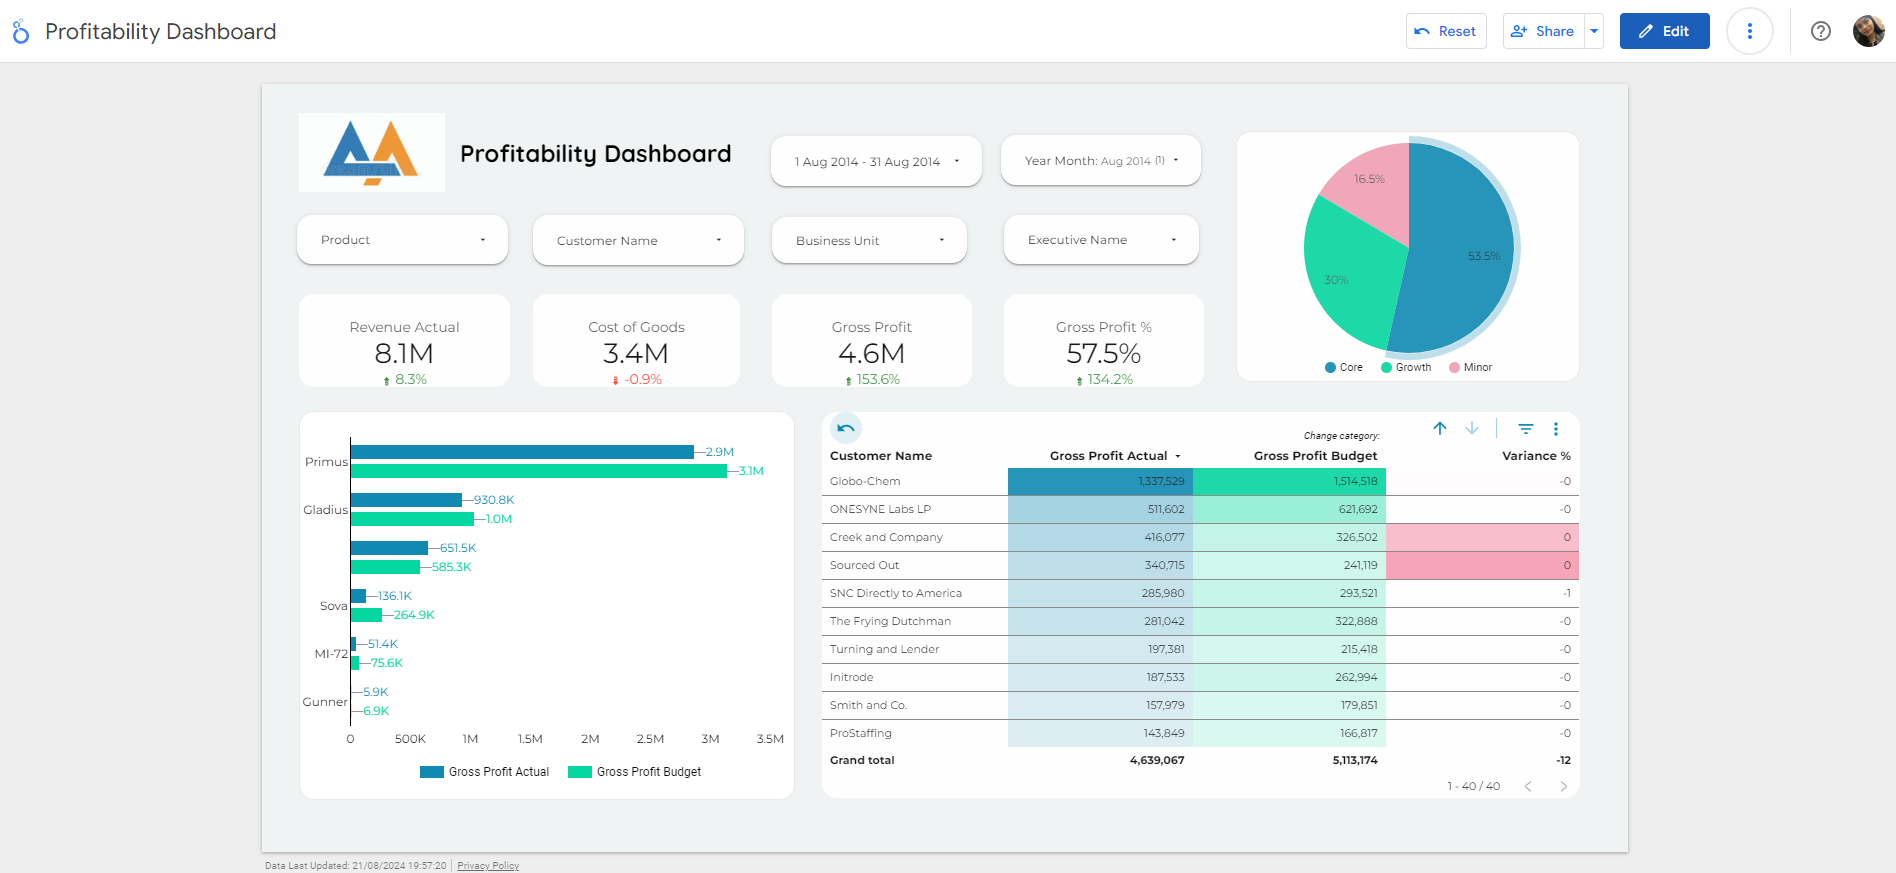 Profitability Dashboard
Reset
Share
Edit
Profitability Dashboard
1 Aug 2014 - 31 Aug 2014
Year Month: Aug 2014 (1)
Product
Customer Name
Business Unit
Executive Name
Revenue Actual
8.1M
8.3%
Cost of Goods
3.4M
-0.9%
Gross Profit
4.6M
153.6%
Gross Profit %
57.5%
134.2%
16.5%
53.5%
30%
Core Growth Minor
Primus
2.9M
3.1M
Gladius
930.8K
1.0M
651.5K
585.3K
Sova
136.1K
264.9K
MI-72
51.4K
75.6K
Gunner
5.9K
6.9K
0 500K 1M 1.5M 2M 2.5M 3M 3.5M
Gross Profit Actual Gross Profit Budget
Change category:
Customer Name Gross Profit Actual Gross Profit Budget Variance %
Globo-Chem 1,337,529 1,514,518 -0
ONESYNE Labs LP 511,602 621,692 -0
Creek and Company 416,077 326,502 0
Sourced Out 340,715 241,119 0
SNC Directly to America 285,980 293,521 -1
The Frying Dutchman 281,042 322,888 -0
Turning and Lender 197,381 215,418 -0
Initrode 187,533 262,994 -0
Smith and Co. 157,979 179,851 -0
ProStaffing 143,849 166,817 -0
Grand total 4,639,067 5,113,174 -12
1 - 40 / 40
Data Last Updated: 21/08/2024 19:57:20
Privacy Policy